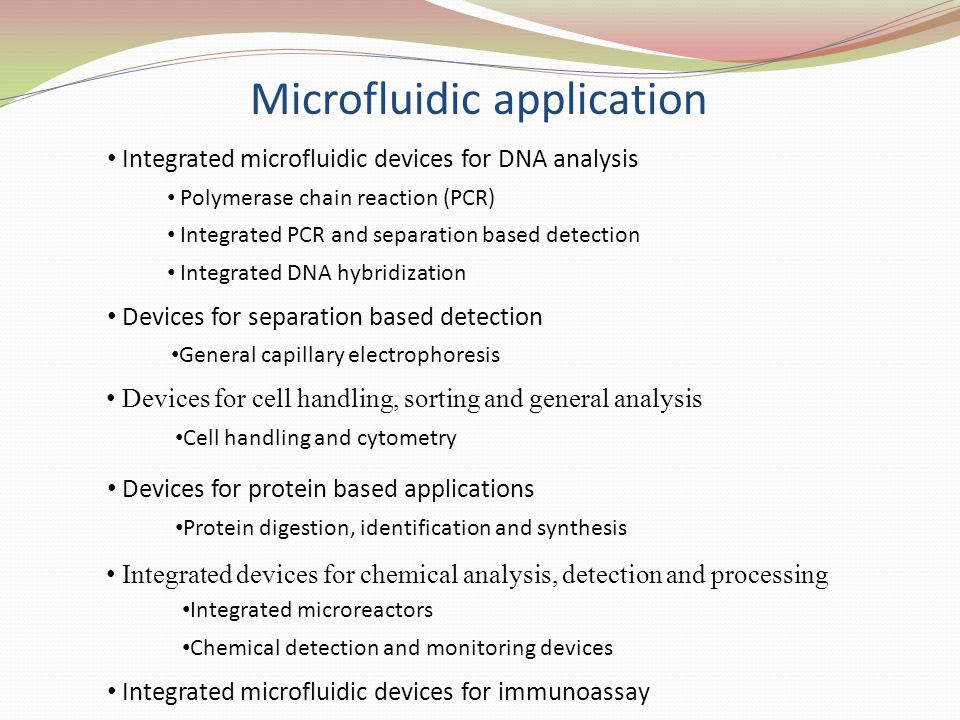 Microfluidic application
• Integrated microfluidic devices for DNA analysis
• Polymerase chain reaction (PCR)
• Integrated PCR and separation based detection
• Integrated DNA hybridization
• Devices for separation based detection
•General capillary electrophoresis
• Devices for cell handling, sorting and general analysis
•Cell handling and cytometry
• Devices for protein based applications
•Protein digestion, identification and synthesis
• Integrated devices for chemical analysis, detection and processing
•Integrated microreactors
•Chemical detection and monitoring devices
• Integrated microfluidic devices for immunoassay